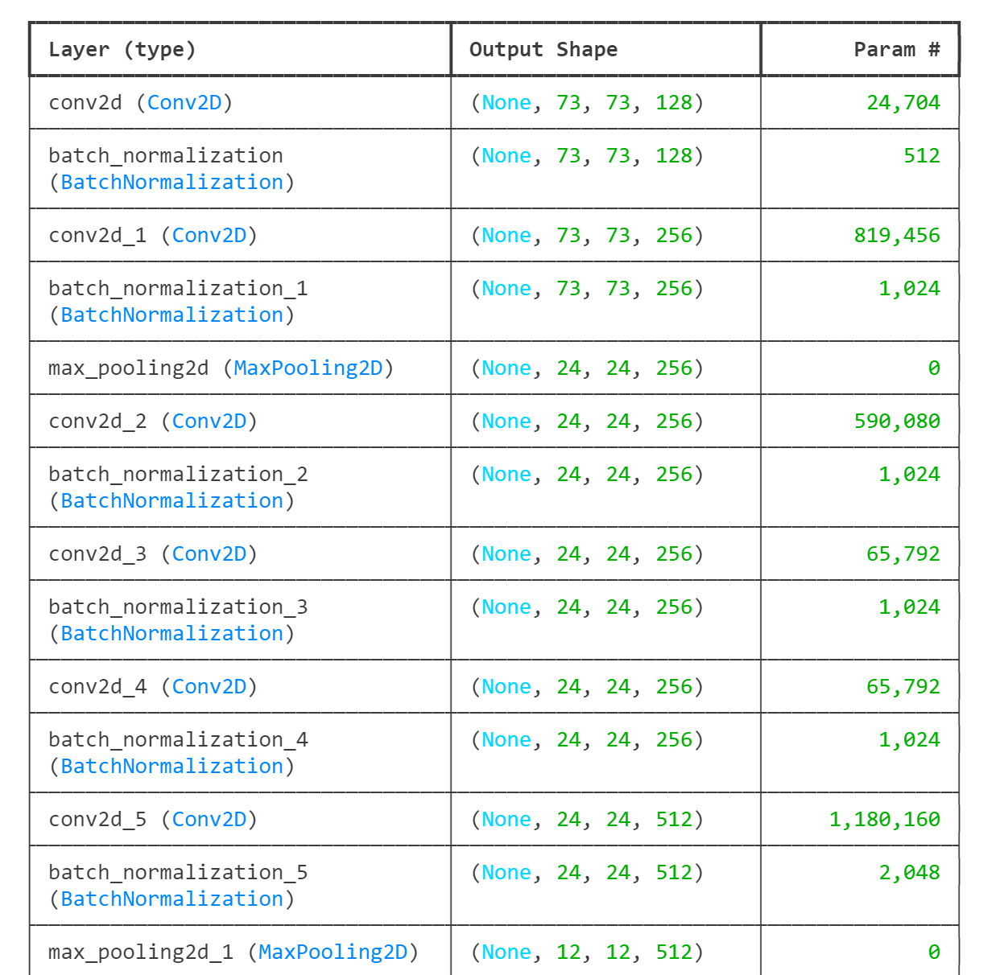 Layer (type) Output Shape Param #
conv2d (Conv2D) (None, 73, 73, 128) 24,704
batch_normalization (None, 73, 73, 128) 512
(BatchNormalization)
conv2d_1 (Conv2D) (None, 73, 73, 256) 819,456
batch_normalization_1 (None, 73, 73, 256) 1,024
(BatchNormalization)
max_pooling2d (MaxPooling2D) (None, 24, 24, 256) 0
conv2d_2 (Conv2D) (None, 24, 24, 256) 590,080
batch_normalization_2 (None, 24, 24, 256) 1,024
(BatchNormalization)
conv2d_3 (Conv2D) (None, 24, 24, 256) 65,792
batch_normalization_3 (None, 24, 24, 256) 1,024
(BatchNormalization)
conv2d_4 (Conv2D) (None, 24, 24, 256) 65,792
batch_normalization_4 (None, 24, 24, 256) 1,024
(BatchNormalization)
conv2d_5 (Conv2D) (None, 24, 24, 512) 1,180,160
batch_normalization_5 (None, 24, 24, 512) 2,048
(BatchNormalization)
max_pooling2d_1 (MaxPooling2D) (None, 12, 12, 512) 0